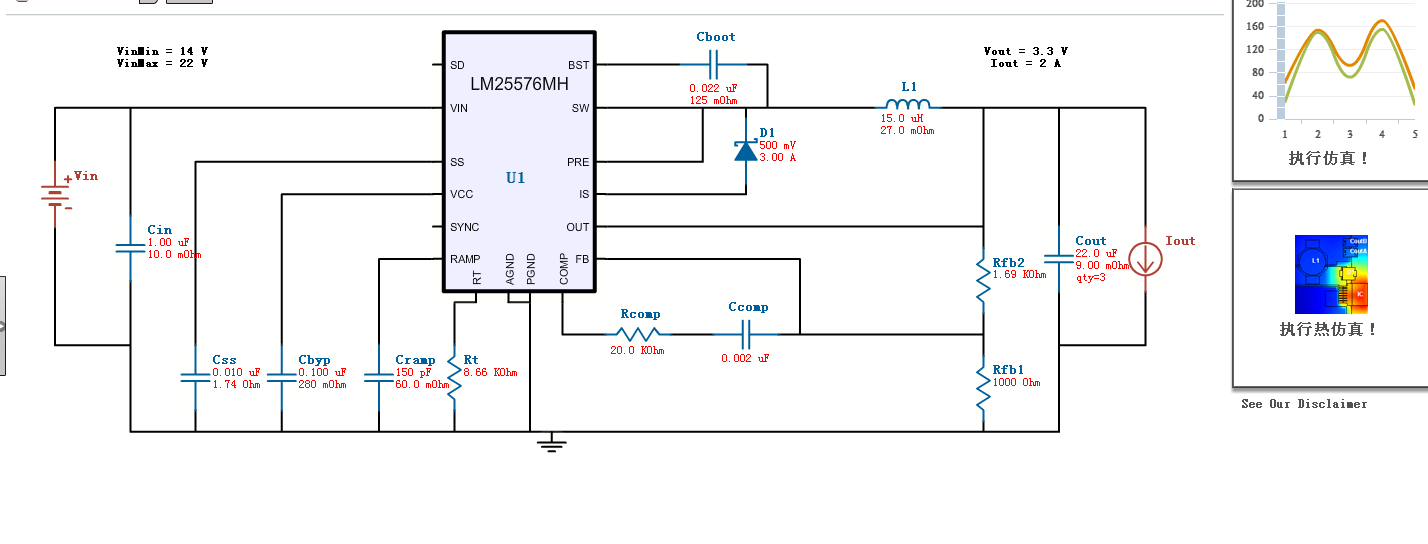 VinMin = 14 V
VinMax = 22 V
Vout = 3.3 V
Iout = 2 A
LM25576MH
U1
SD
VIN
SS
VCC
SYNC
RAMP
RT
AGND
PGND
COMP
BST
SW
PRE
IS
OUT
FB
Cboot
0.022 uF
125 mOhm
L1
15.0 uH
27.0 mOhm
D1
500 mV
3.00 A
Vin
Cin
1.00 uF
10.0 mOhm
Css
0.010 uF
1.74 Ohm
Cbyp
0.100 uF
280 mOhm
Cramp
150 pF
60.0 mOhm
Rt
8.66 KOhm
Rcomp
20.0 KOhm
Ccomp
0.002 uF
Rfb2
1.69 KOhm
Rfb1
1000 Ohm
Cout
22.0 uF
9.00 mOhm
qty=3
Iout
200
160
120
80
40
0
1 2 3 4 5
执行仿真！
CoutB
CoutA
L1
IC
执行热仿真！
See Our Disclaimer